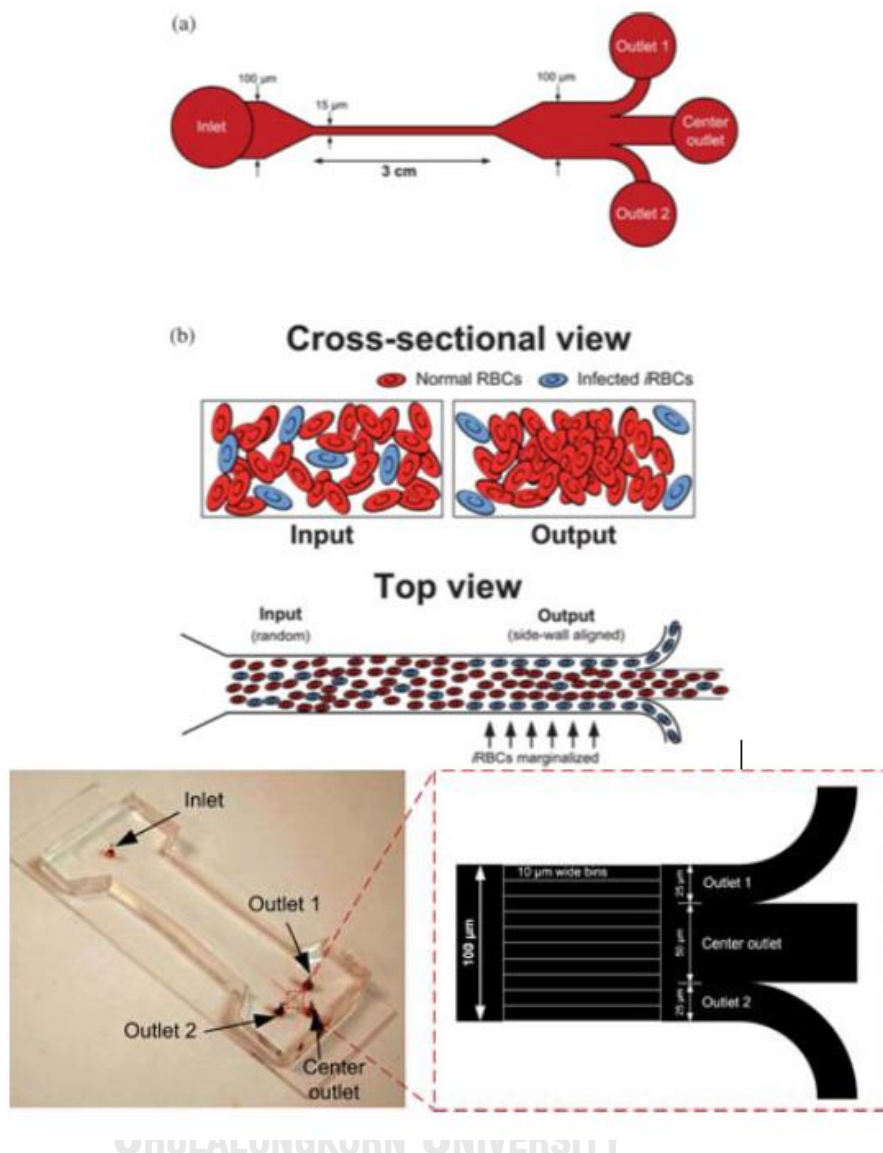 (a)
Outlet 1
100 µm
100 µm
15 µm
Inlet
Center
outlet
3 cm
Outlet 2
(b)
Cross-sectional view
Normal RBCs
Infected iRBCs
Input
Output
Top view
Input
(random)
Output
(side-wall aligned)
iRBCs marginalized
Inlet
Outlet 1
Outlet 2
Center
outlet
10 µm wide bins
100 µm
25 µm
Outlet 1
50 µm
Center outlet
25 µm
Outlet 2
CHULALONGKORN UNIVERSITY